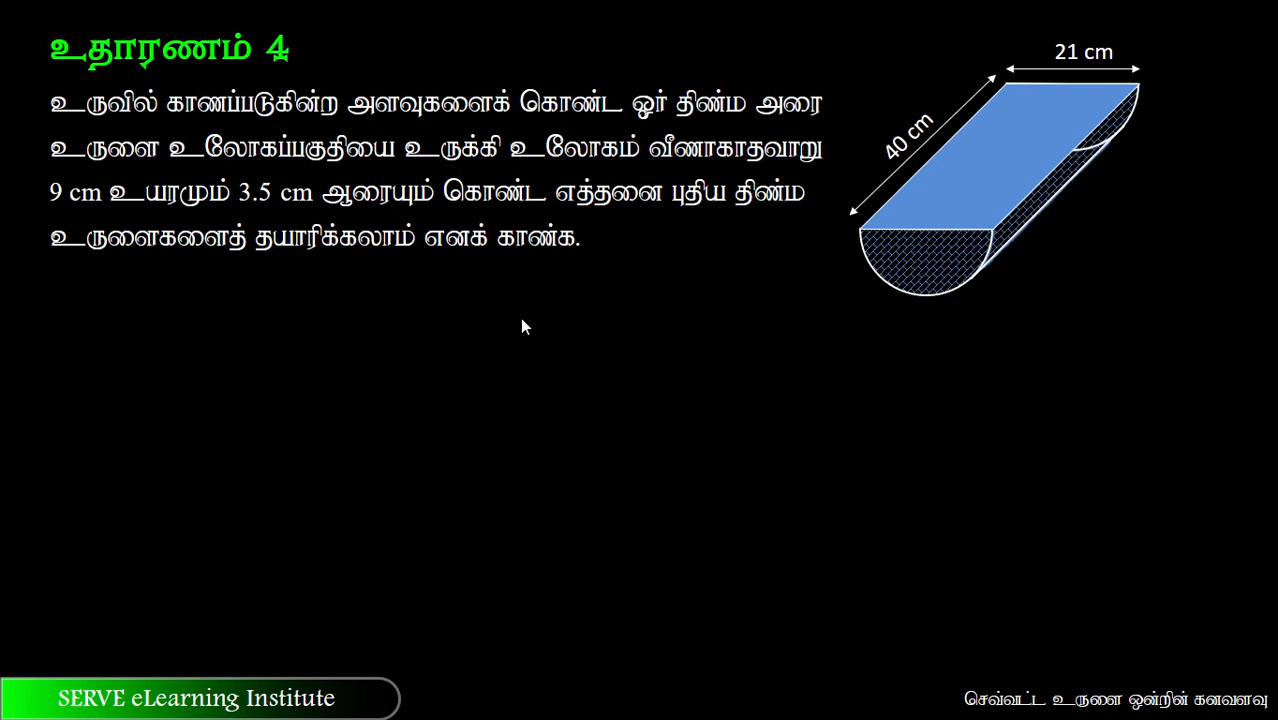 உதாரணம் 4
உருவில் காணப்படுகின்ற அளவுகளைக் கொண்ட ஓர் திண்ம அரை
உருளை உலோகப்பகுதியை உருக்கி உலோகம் வீணாகாதவாறு
9 cm உயரமும் 3.5 cm ஆரையும் கொண்ட எத்தனை புதிய திண்ம
உருளைகளைத் தயாரிக்கலாம் எனக் காண்க.
21 cm
40 cm
SERVE eLearning Institute
செவ்வட்ட உருளை ஒன்றின் கனவளவு